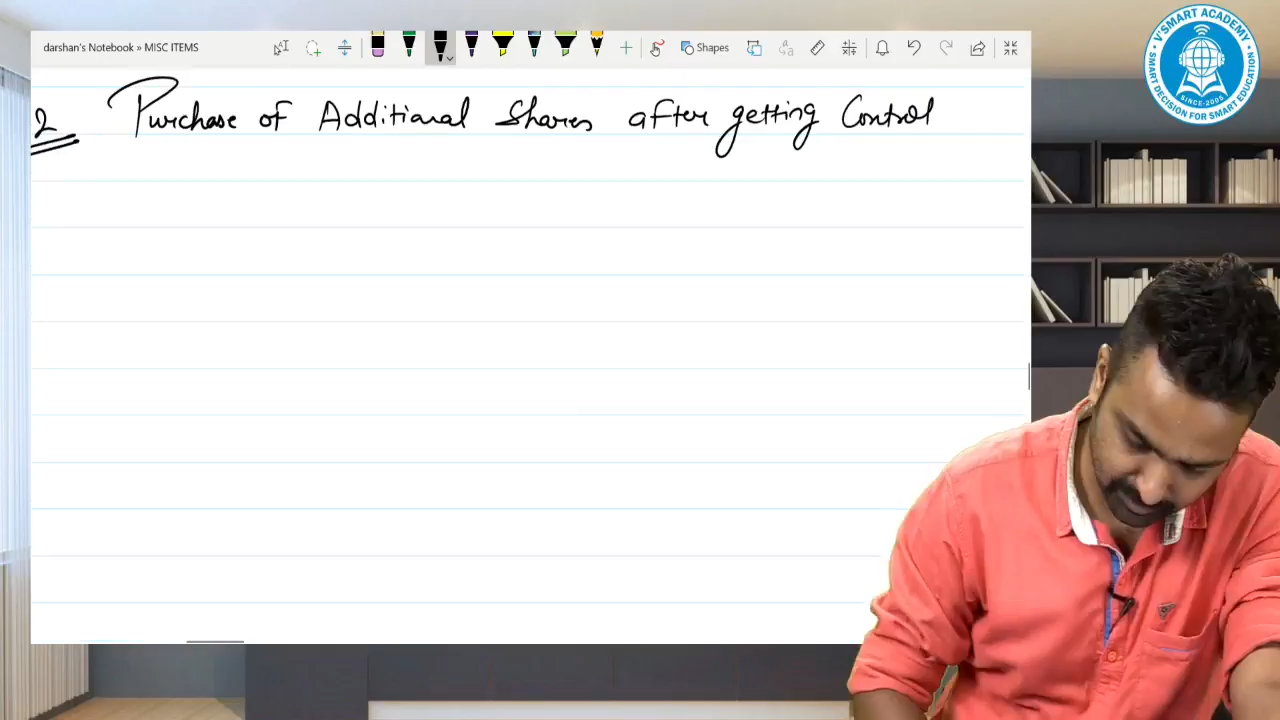 darshan's Notebook » MISC ITEMS
Shapes
V'SMART ACADEMY
SINCE-2005
SMART DECISION FOR SMART EDUCATION
2 Purchase of Additional Shares after getting Control